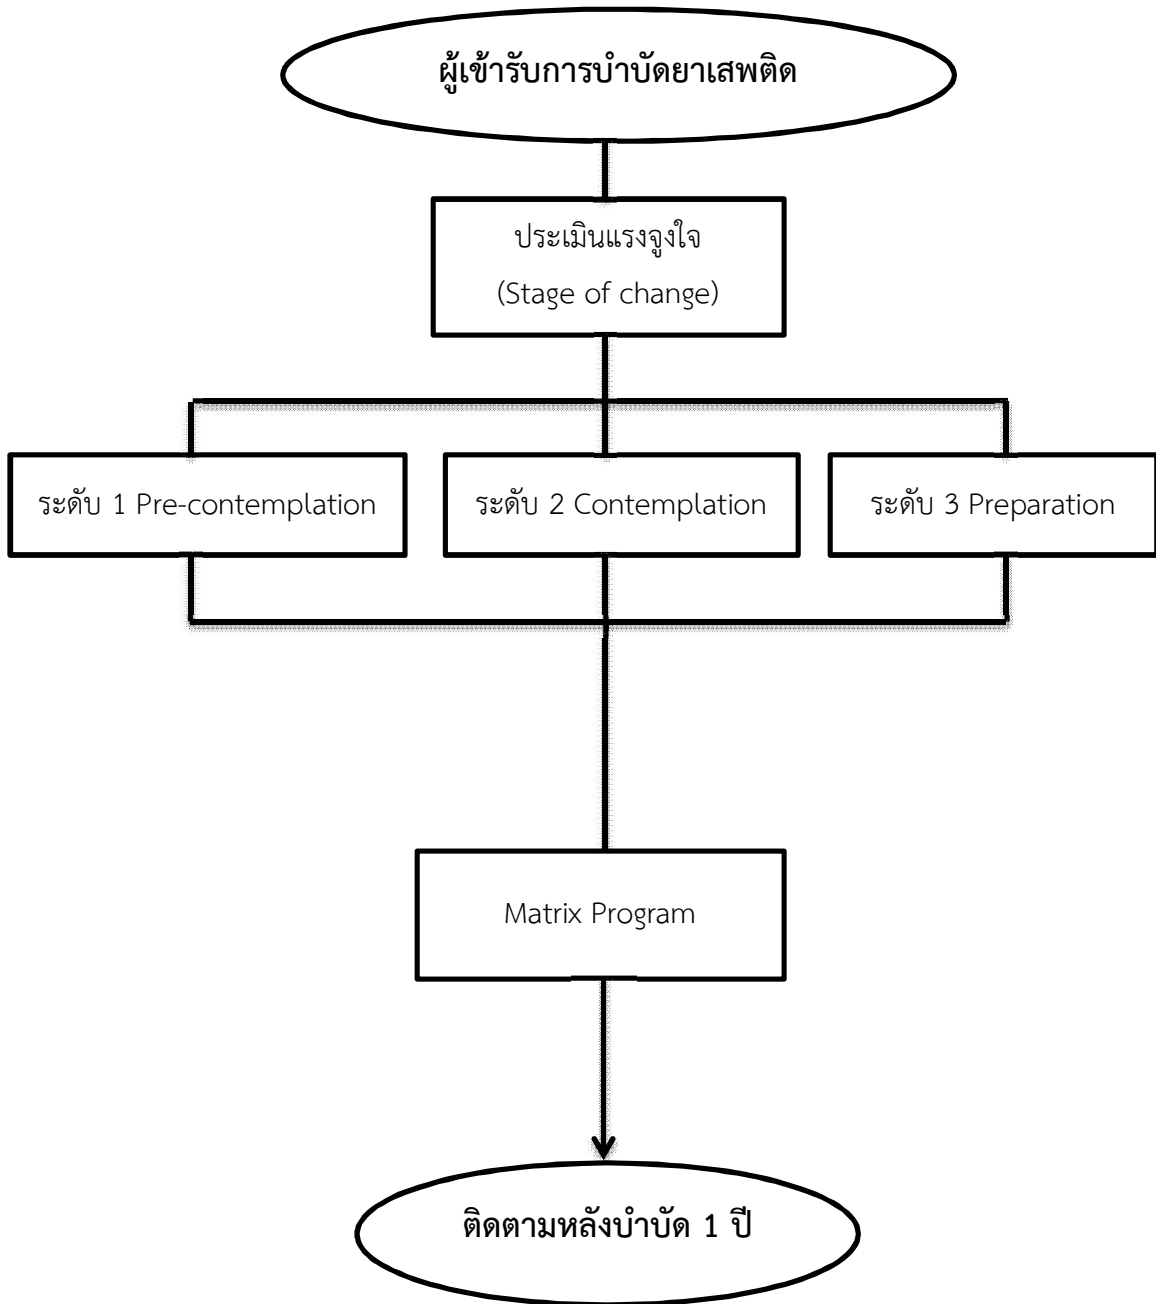 ผู้เข้ารับการบำบัดยาเสพติด
ประเมินแรงจูงใจ
(Stage of change)
ระดับ 1 Pre-contemplation
ระดับ 2 Contemplation
ระดับ 3 Preparation
Matrix Program
ติดตามหลังบำบัด 1 ปี